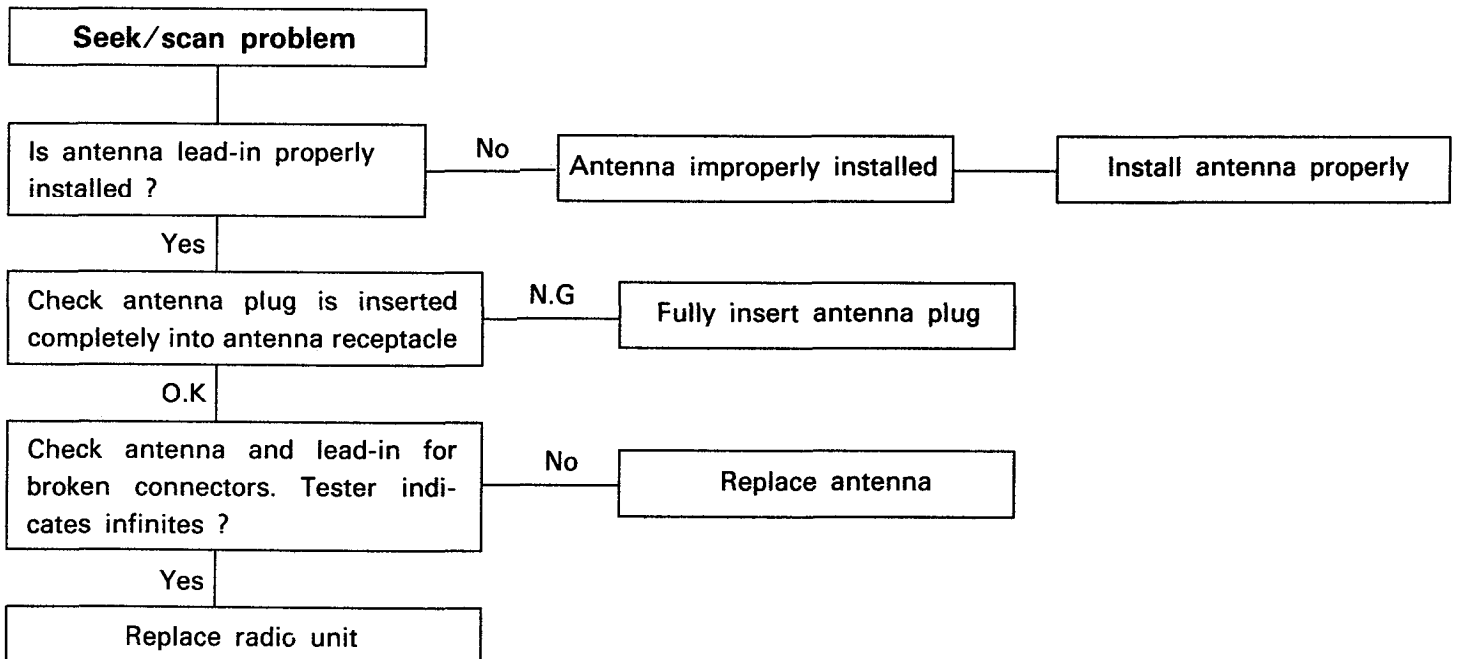 Seek/scan problem
Is antenna lead-in properly
installed ?
No
Antenna improperly installed
Install antenna properly
Yes
Check antenna plug is inserted
completely into antenna receptacle
N.G
Fully insert antenna plug
O.K
Check antenna and lead-in for
broken connectors. Tester indi-
cates infinites ?
No
Replace antenna
Yes
Replace radio unit